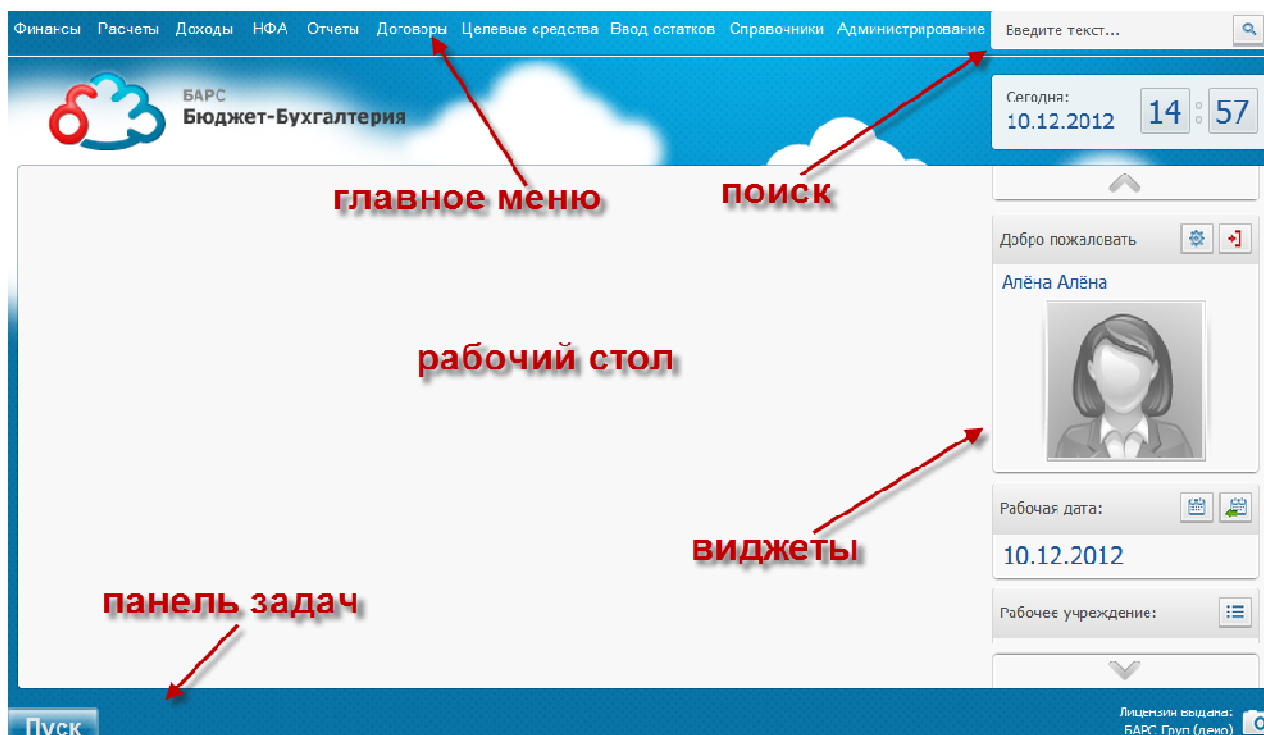 Финансы Расчеты Доходы НФА Отчеты Договоры Целевые средства Ввод остатков Справочники Администрирование Введите текст...
БАРС
Бюджет-Бухгалтерия
Сегодня:
10.12.2012
14 : 57
главное меню
поиск
Добро пожаловать
Алёна Алёна
рабочий стол
виджеты
Рабочая дата:
10.12.2012
панель задач
Рабочее учреждение:
Пуск
Лицензия выдана:
БАРС Груп (демо)